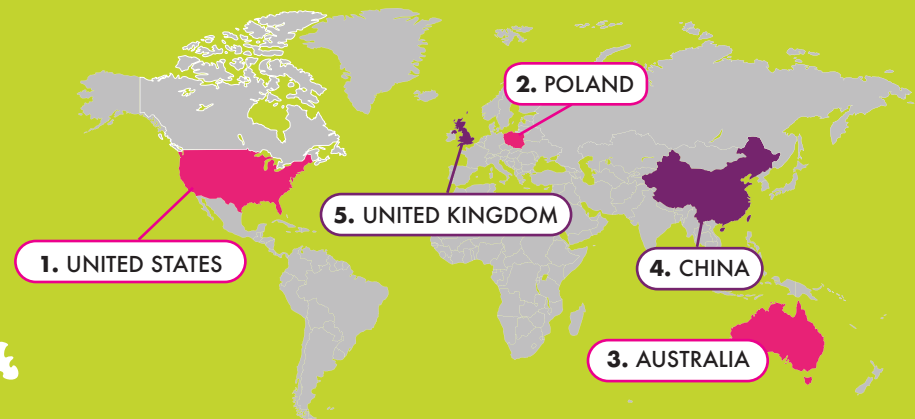 1. UNITED STATES
2. POLAND
3. AUSTRALIA
4. CHINA
5. UNITED KINGDOM